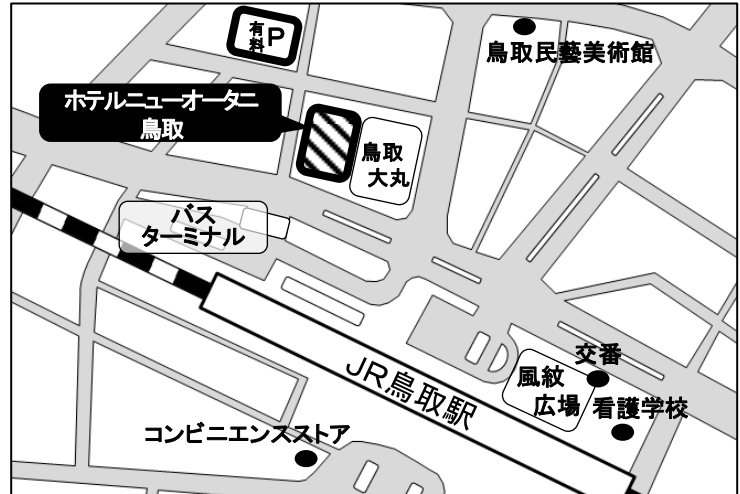 有料
P
鳥取民藝美術館
ホテルニューオータニ
鳥取
鳥取
大丸
バス
ターミナル
JR鳥取駅
交番
風紋
広場
看護学校
コンビニエンスストア